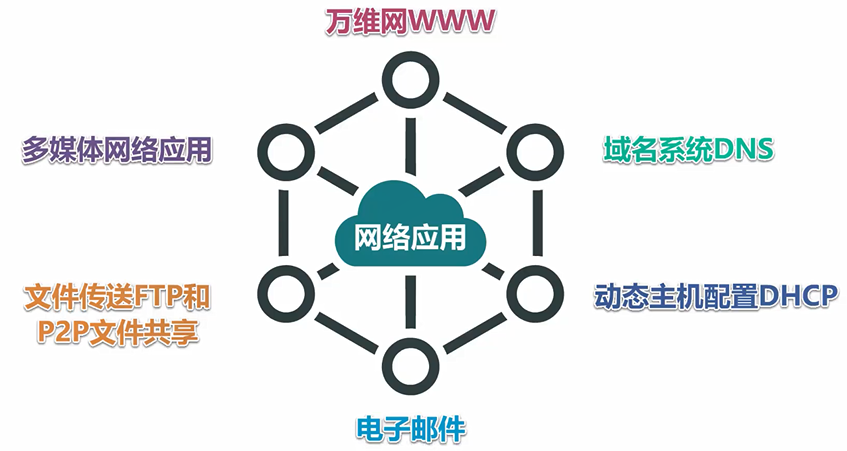 万维网WWW
多媒体网络应用
域名系统DNS
网络应用
文件传送FTP和
P2P文件共享
动态主机配置DHCP
电子邮件